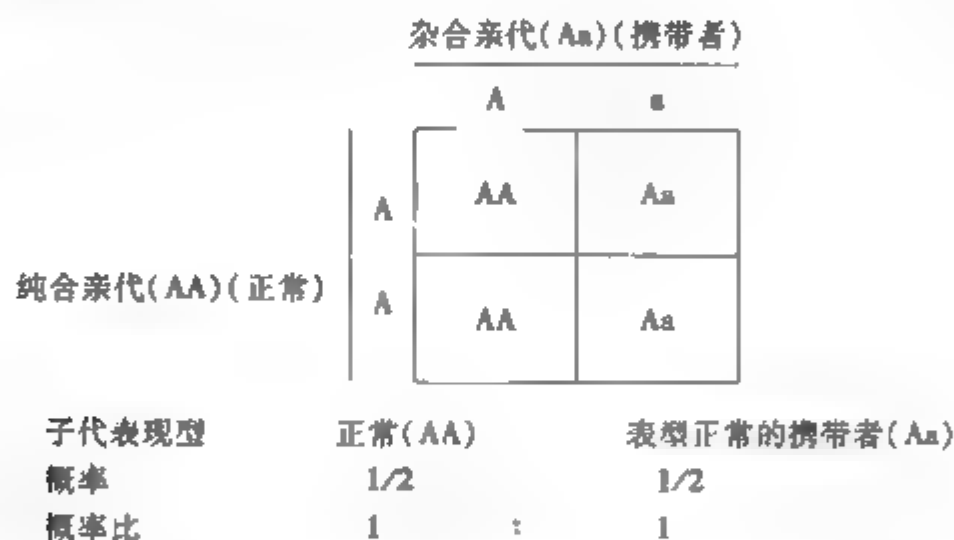 杂合亲代(Aa)(携带者)
A a
A AA Aa
纯合亲代(AA)(正常)
A AA Aa
子代表现型 正常(AA) 表型正常的携带者(Aa)
概率 1/2 1/2
概率比 1 : 1